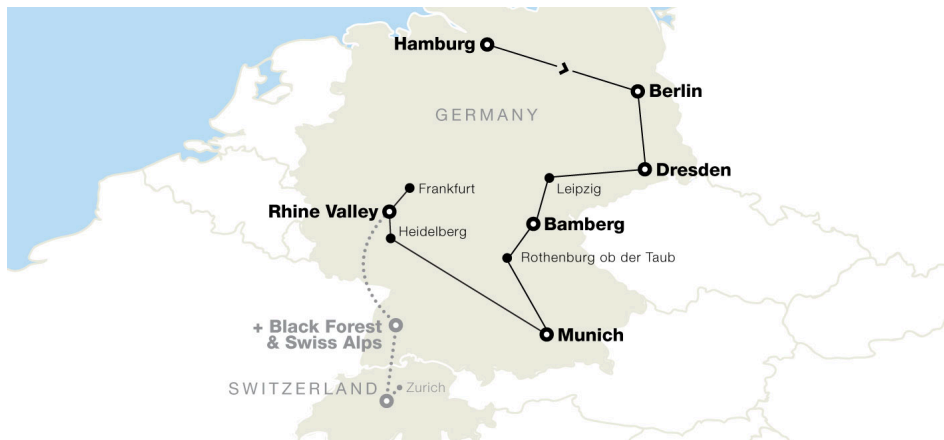 Hamburg
Berlin
GERMANY
Dresden
Frankfurt
Leipzig
Rhine Valley
Bamberg
Heidelberg
Rothenburg ob der Taub
+ Black Forest
& Swiss Alps
Munich
SWITZERLAND
Zurich